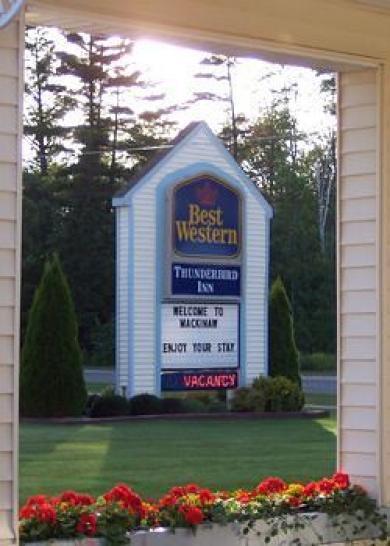 Best
Western
THUNDERBIRD
INN
WELCOME TO
MACKINAW
ENJOY YOUR STAY
VACANCY